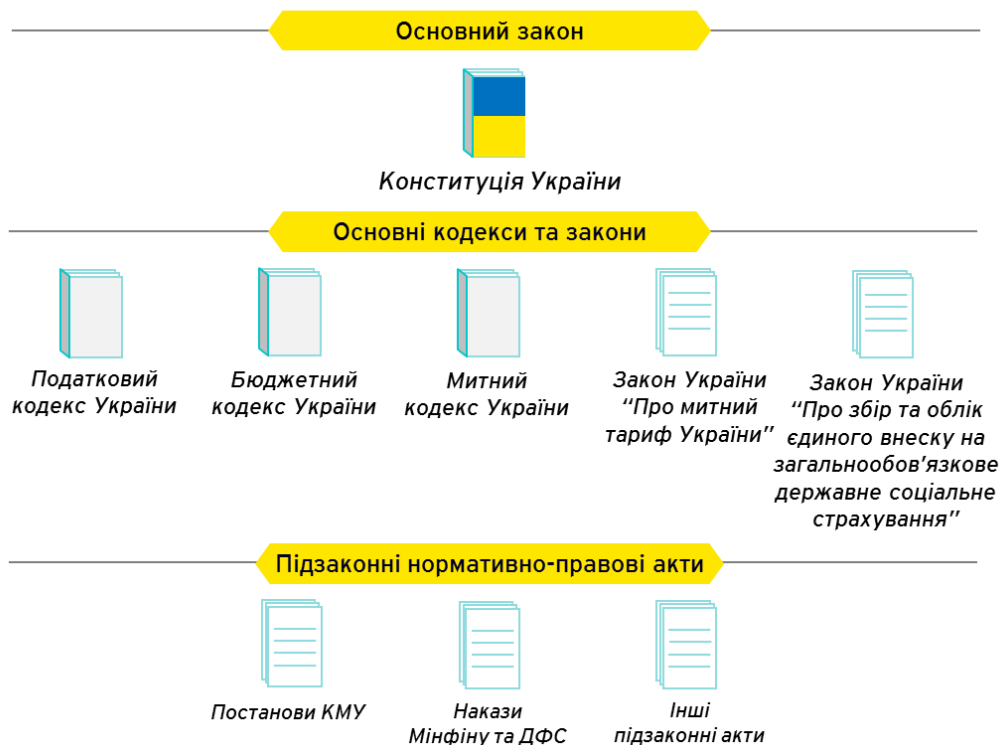 Основний закон
Конституція України
Основні кодекси та закони
Податковий
кодекс України
Бюджетний
кодекс України
Митний
кодекс України
Закон України
“Про митний
тариф України”
Закон України
“Про збір та облік
єдиного внеску на
загальнообов’язкове
державне соціальне
страхування”
Підзаконні нормативно-правові акти
Постанови КМУ
Накази
Мінфіну та ДФС
Інші
підзаконні акти